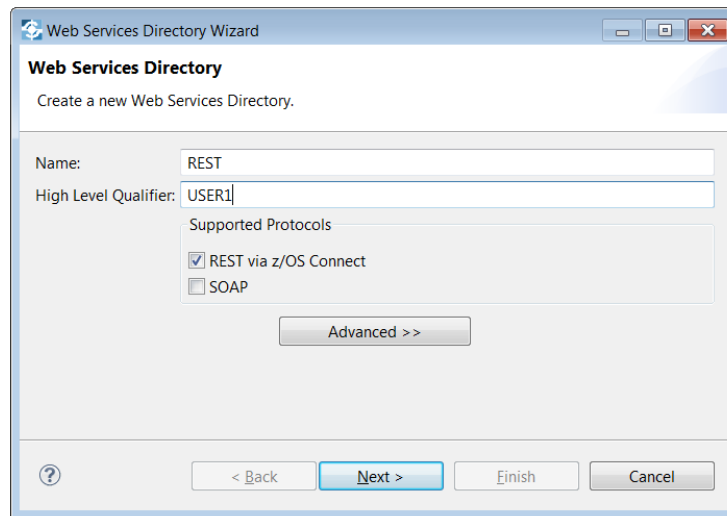 Web Services Directory Wizard
Web Services Directory
Create a new Web Services Directory.
Name: REST
High Level Qualifier: USER1
Supported Protocols
REST via z/OS Connect
SOAP
Advanced >>
? < Back Next > Finish Cancel